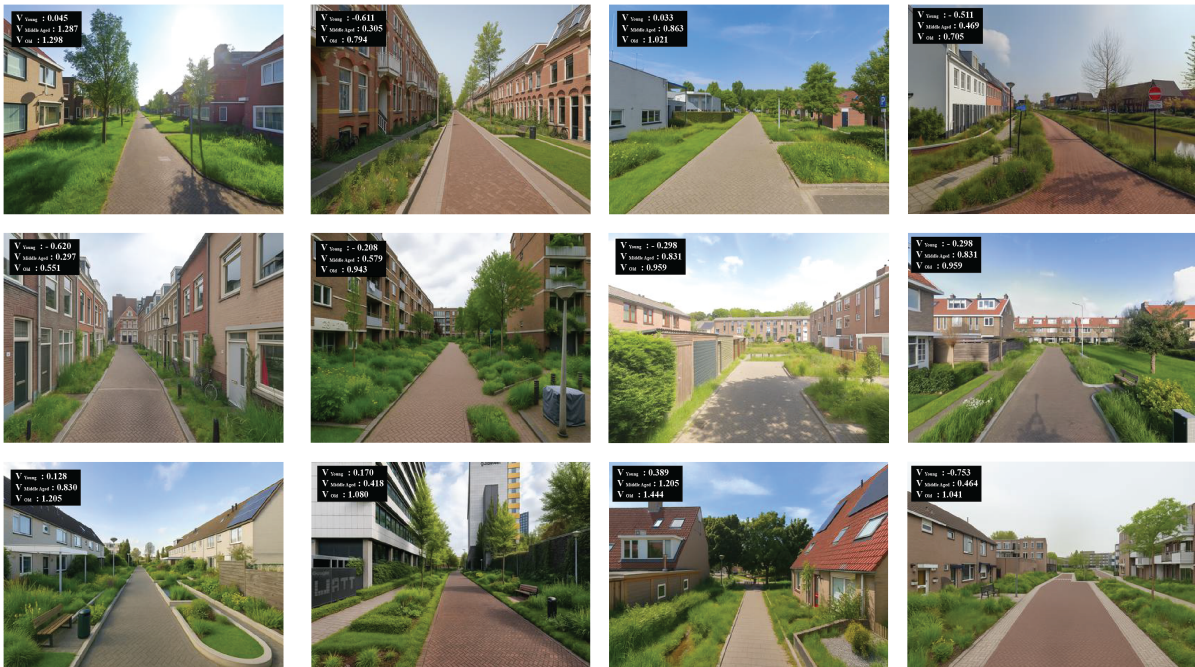 V Young : 0.045
V Middle Aged : 1.287
V Old : 1.298
V Young : -0.611
V Middle Aged : 0.305
V Old : 0.794
V Young : 0.033
V Middle Aged : 0.863
V Old : 1.021
V Young : - 0.511
V Middle Aged : 0.469
V Old : 0.705
V Young : - 0.620
V Middle Aged : 0.297
V Old : 0.551
V Young : - 0.208
V Middle Aged : 0.579
V Old : 0.943
V Young : - 0.298
V Middle Aged : 0.831
V Old : 0.959
V Young : - 0.298
V Middle Aged : 0.831
V Old : 0.959
V Young : 0.128
V Middle Aged : 0.830
V Old : 1.205
V Young : 0.170
V Middle Aged : 0.418
V Old : 1.080
V Young : 0.389
V Middle Aged : 1.205
V Old : 1.444
V Young : -0.753
V Middle Aged : 0.464
V Old : 1.041